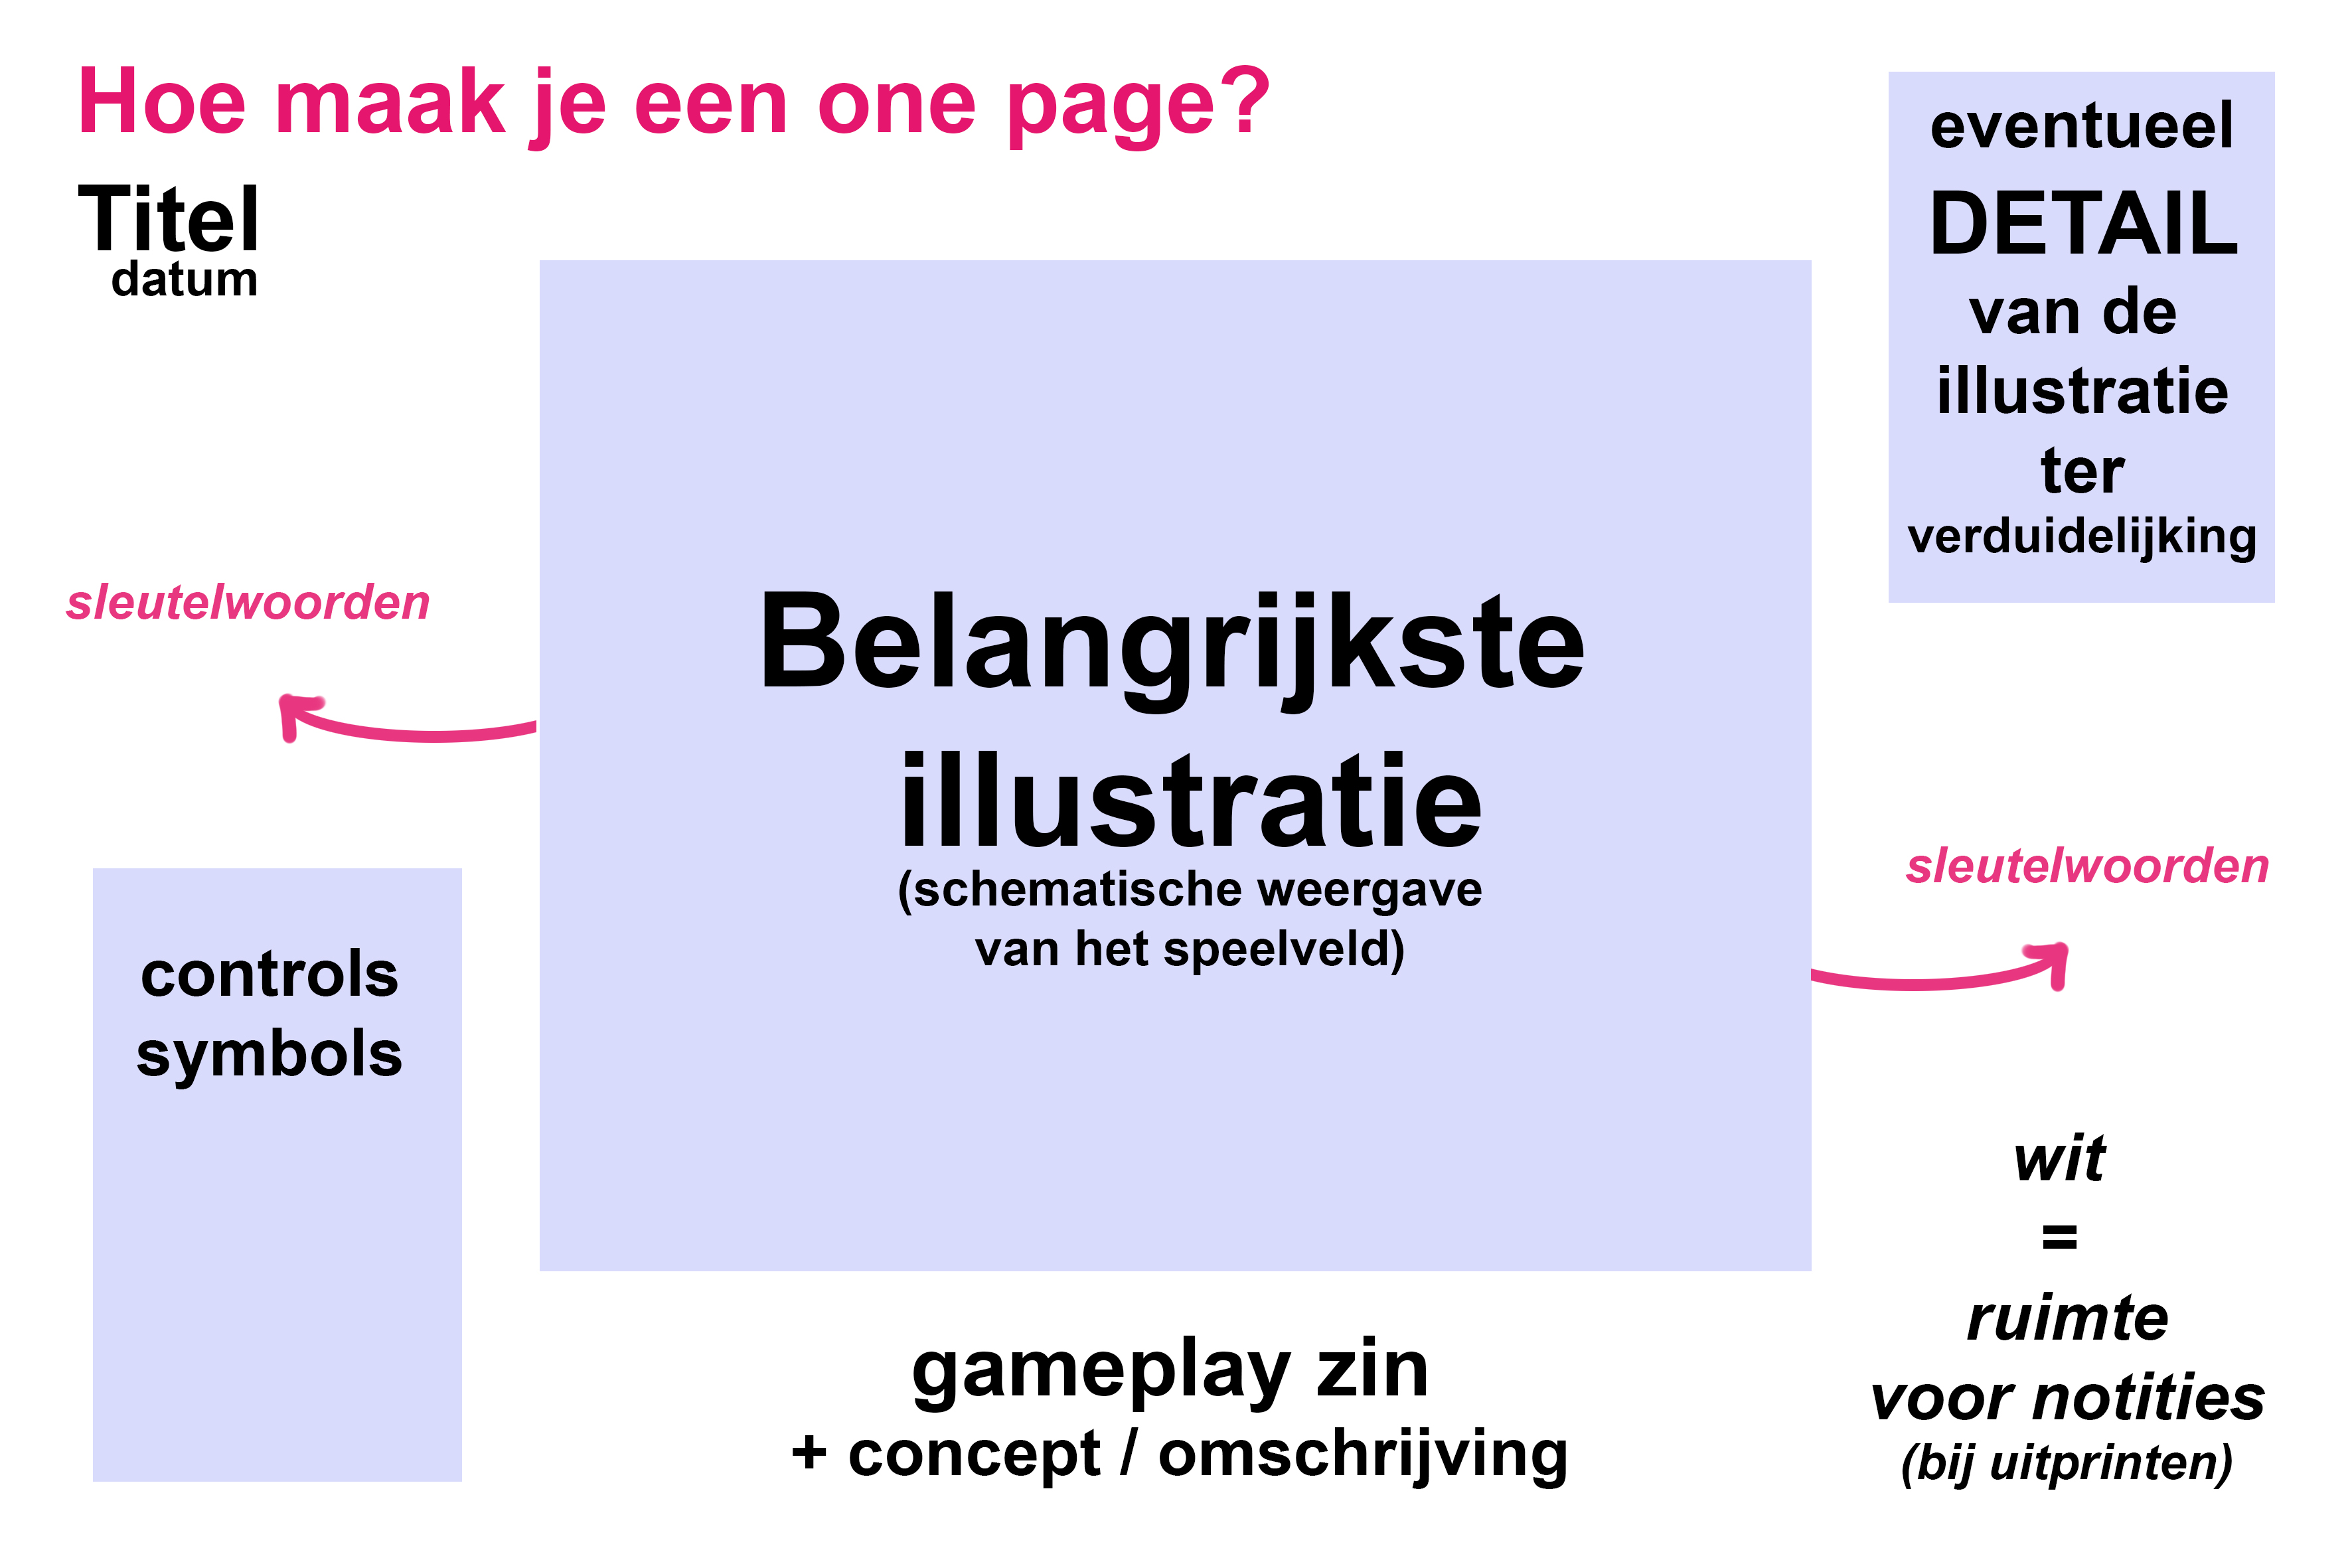 Hoe maak je een one page?
Titel
datum
eventueel
DETAIL
van de
illustratie
ter
verduidelijking
sleutelwoorden
Belangrijkste
illustratie
(schematische weergave
van het speelveld)
sleutelwoorden
controls
symbols
wit
=
ruimte
voor notities
(bij uitprinten)
gameplay zin
+ concept / omschrijving